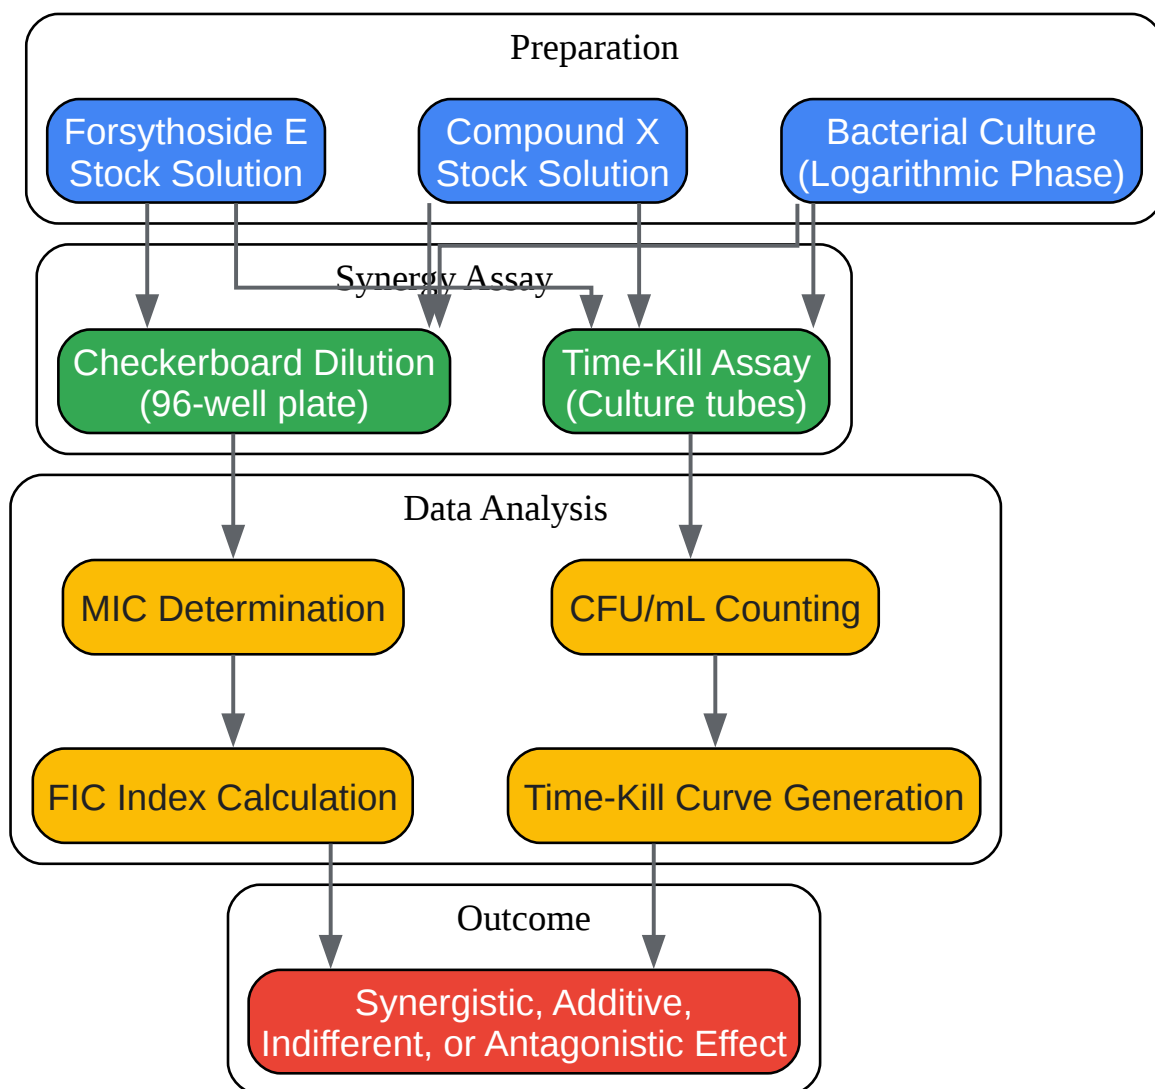 Preparation
Forsythoside E
Stock Solution
Compound X
Stock Solution
Bacterial Culture
(Logarithmic Phase)
Synergy Assay
Checkerboard Dilution
(96-well plate)
Time-Kill Assay
(Culture tubes)
Data Analysis
MIC Determination
CFU/mL Counting
FIC Index Calculation
Time-Kill Curve Generation
Outcome
Synergistic, Additive,
Indifferent, or Antagonistic Effect